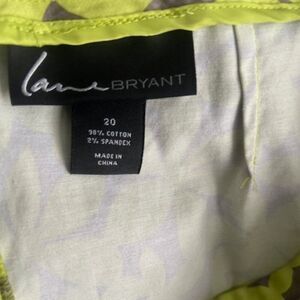 Lane BRYANT
20
98% COTTON
2% SPANDEX
MADE IN
CHINA